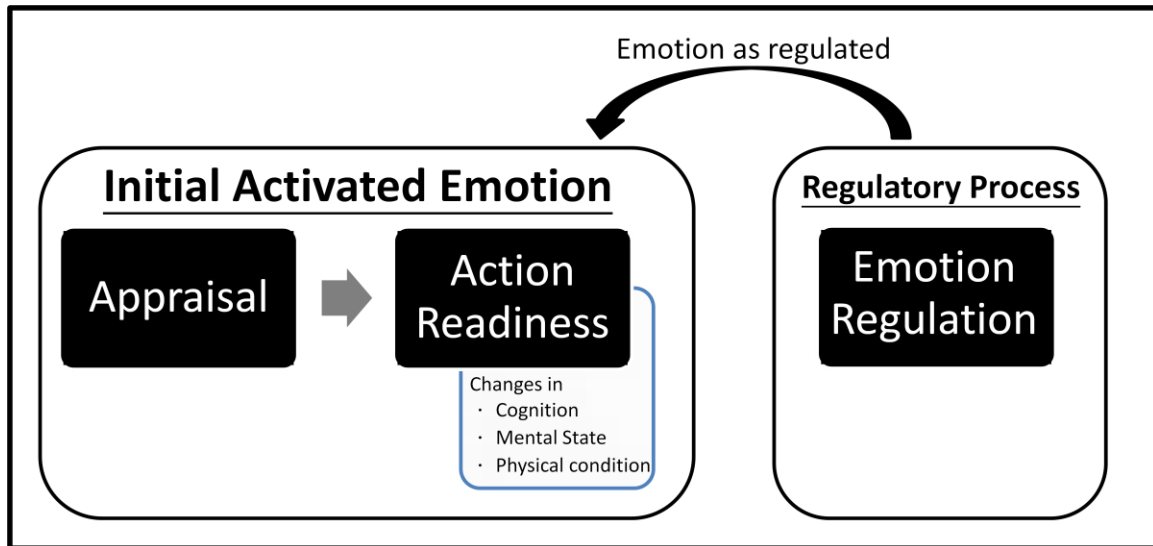 Emotion as regulated
Initial Activated Emotion
Appraisal
Action
Readiness
Changes in
・ Cognition
・ Mental State
・ Physical condition
Regulatory Process
Emotion
Regulation